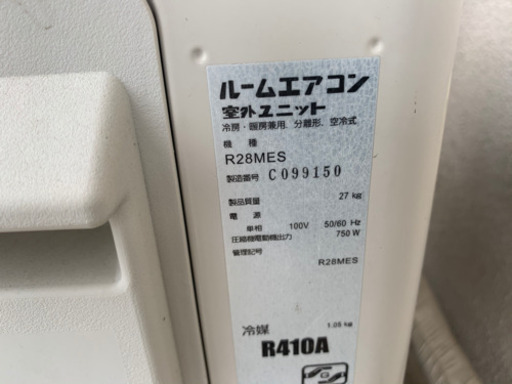 ルームエアコン
室外ユニット
冷房・暖房兼用、分離形、空冷式
機 種
R28MES
製造番号 C099150
製品質量 27 kg
電 源
単相 100V 50/60 Hz
圧縮機電動機出力 750 W
管理記号
R28MES
冷媒 1.05 kg
R410A